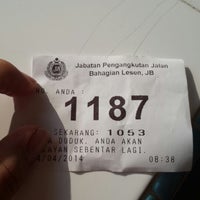 Jabatan Pengangkutan Jalan
Bahagian Lesen, JB
NO. ANDA :
1187
SEKARANG: 1053
DUDUK. ANDA AKAN
LAYAN SEBENTAR LAGI.
/04/2014 08:38